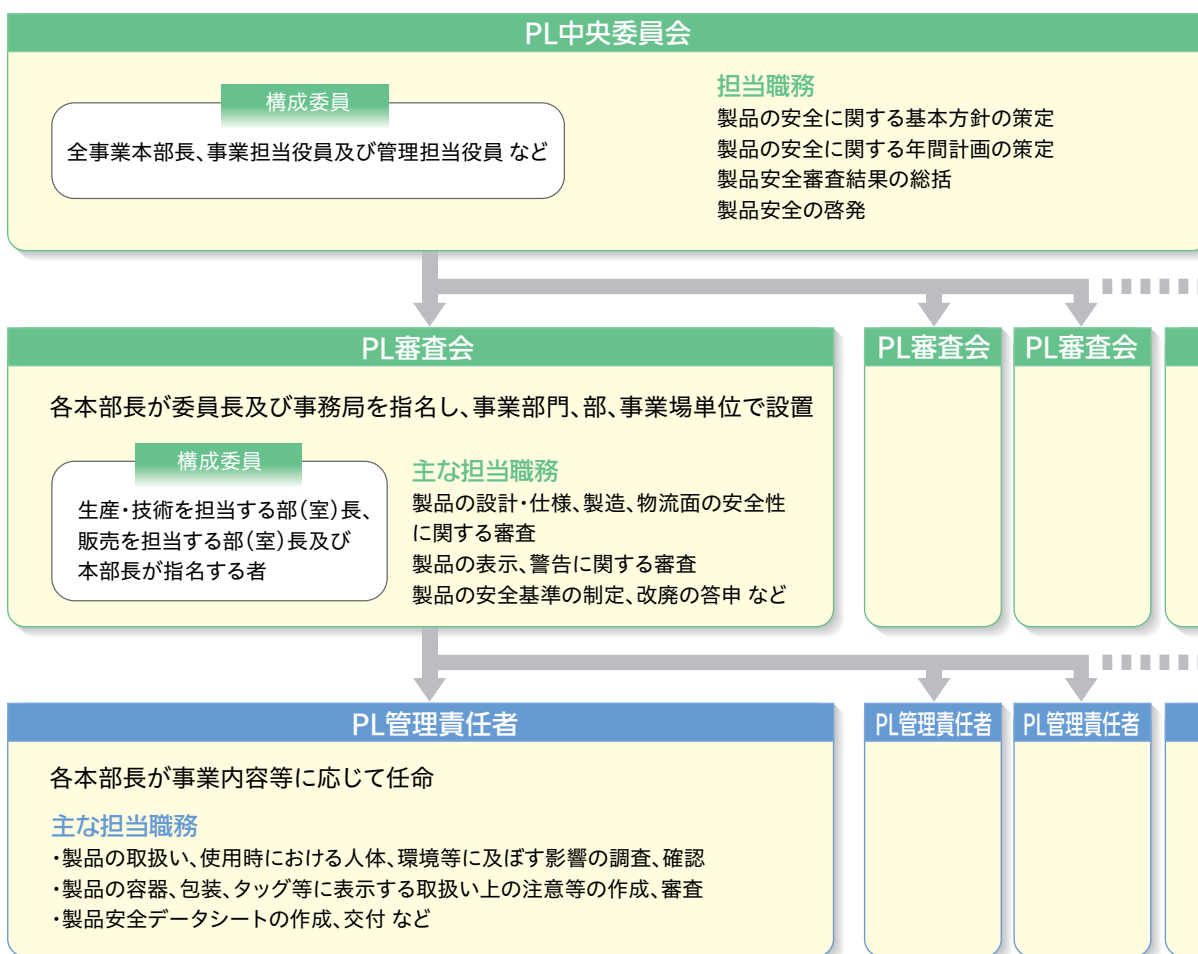 PL中央委員会
構成委員
全事業本部長、事業担当役員及び管理担当役員 など
担当職務
製品の安全に関する基本方針の策定
製品の安全に関する年間計画の策定
製品安全審査結果の総括
製品安全の啓発
PL審査会
各本部長が委員長及び事務局を指名し、事業部門、部、事業場単位で設置
構成委員
生産・技術を担当する部(室)長、
販売を担当する部(室)長及び
本部長が指名する者
主な担当職務
製品の設計・仕様、製造、物流面の安全性
に関する審査
製品の表示、警告に関する審査
製品の安全基準の制定、改廃の答申 など
PL審査会
PL審査会
PL管理責任者
各本部長が事業内容等に応じて任命
主な担当職務
・製品の取扱い、使用時における人体、環境等に及ぼす影響の調査、確認
・製品の容器、包装、タッグ等に表示する取扱い上の注意等の作成、審査
・製品安全データシートの作成、交付 など
PL管理責任者
PL管理責任者